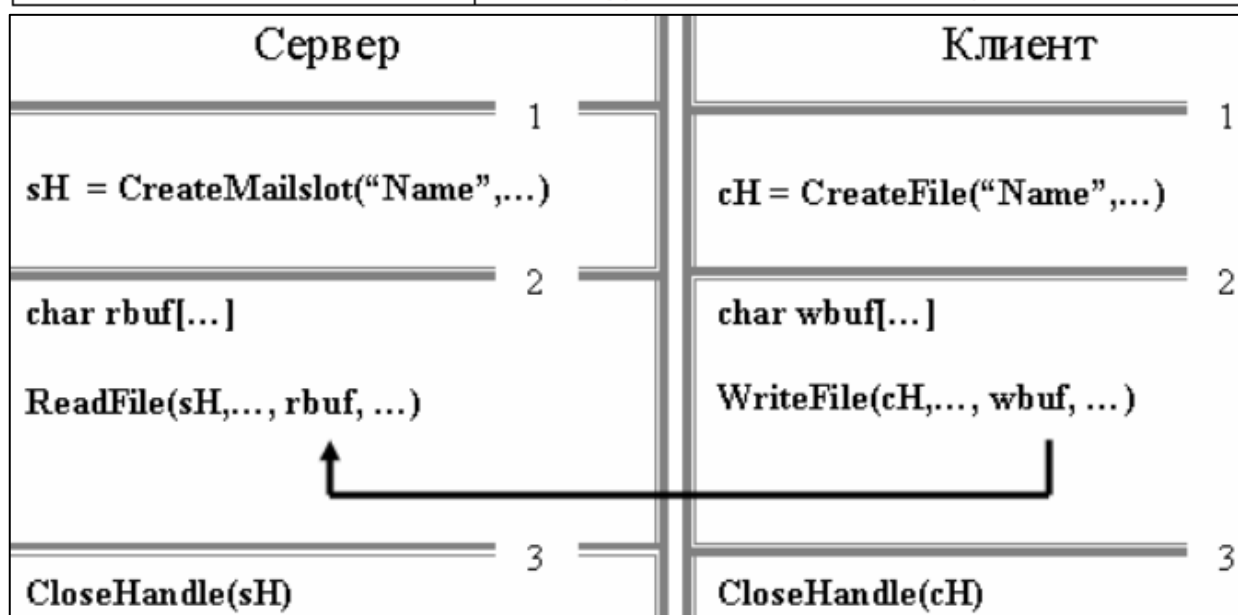 Сервер
1
sH = CreateMailslot(“Name”,...)
2
char rbuf[...]
ReadFile(sH,..., rbuf, ...)
3
CloseHandle(sH)
Клиент
1
cH = CreateFile(“Name”,...)
2
char wbuf[...]
WriteFile(cH,..., wbuf, ...)
3
CloseHandle(cH)